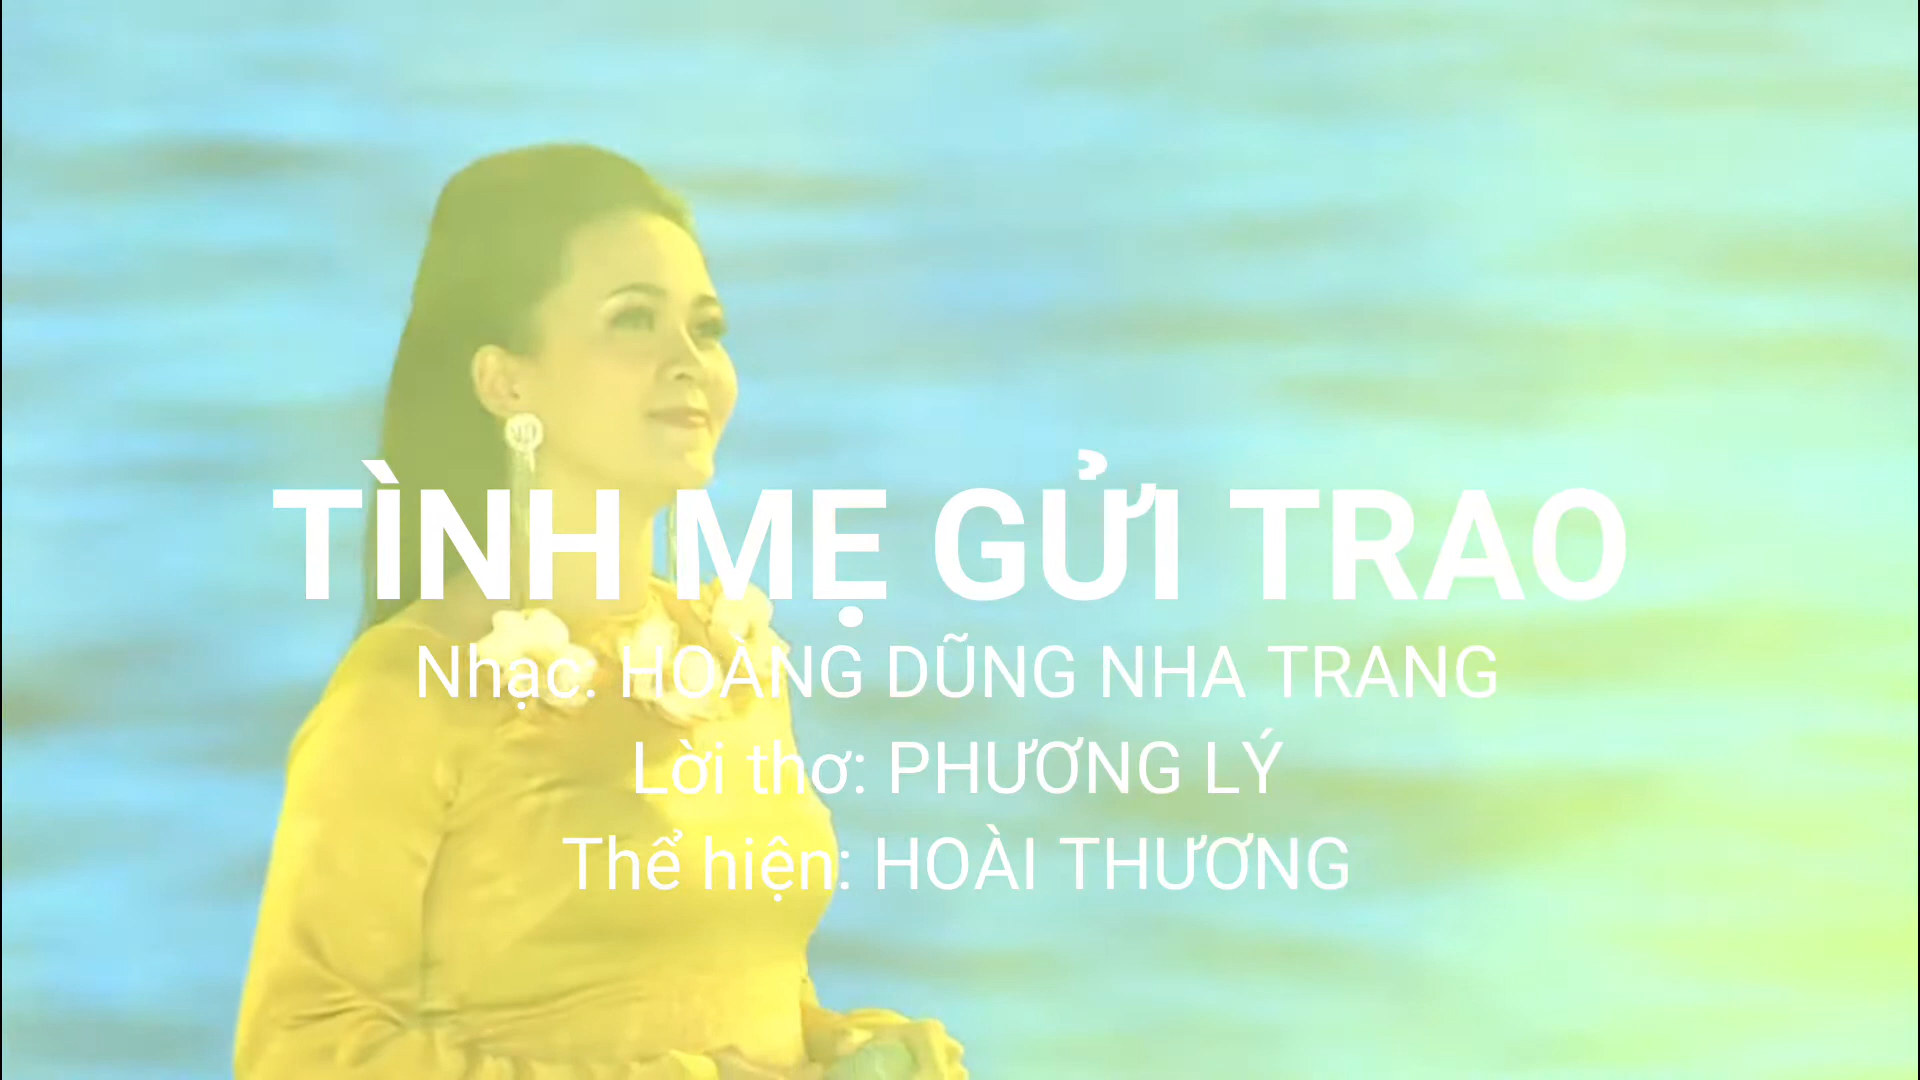 TÌNH MẸ GỬI TRAO
Nhạc: HOÀNG DŨNG NHA TRANG
Lời thơ: PHƯƠNG LÝ
Thể hiện: HOÀI THƯƠNG